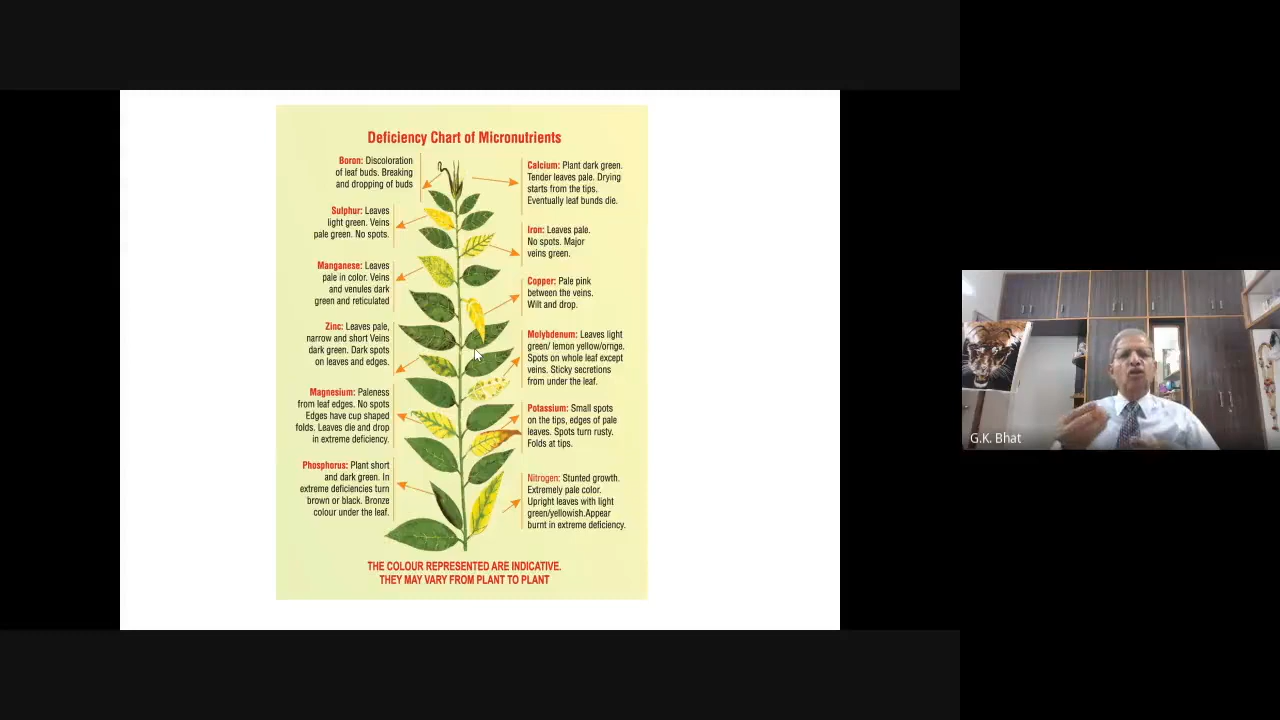 Deficiency Chart of Micronutrients
Boron: Discoloration
of leaf buds. Breaking
and dropping of buds
Sulphur: Leaves
light green. Veins
pale green. No spots.
Manganese: Leaves
pale in color. Veins
and venules dark
green and reticulated
Zinc: Leaves pale,
narrow and short Veins
dark green. Dark spots
on leaves and edges.
Magnesium: Paleness
from leaf edges. No spots
Edges have cup shaped
folds. Leaves die and drop
in extreme deficiency.
Phosphorus: Plant short
and dark green. In
extreme deficiencies turn
brown or black. Bronze
colour under the leaf.
Calcium: Plant dark green.
Tender leaves pale. Drying
starts from the tips.
Eventually leaf bunds die.
Iron: Leaves pale.
No spots. Major
veins green.
Copper: Pale pink
between the veins.
Wilt and drop.
Molybdenum: Leaves light
green/ lemon yellow/ornge.
Spots on whole leaf except
veins. Sticky secretions
from under the leaf.
Potassium: Small spots
on the tips, edges of pale
leaves. Spots turn rusty.
Folds at tips.
Nitrogen: Stunted growth.
Extremely pale color.
Upright leaves with light
green/yellowish.Appear
burnt in extreme deficiency.
THE COLOUR REPRESENTED ARE INDICATIVE.
THEY MAY VARY FROM PLANT TO PLANT
G.K. Bhat